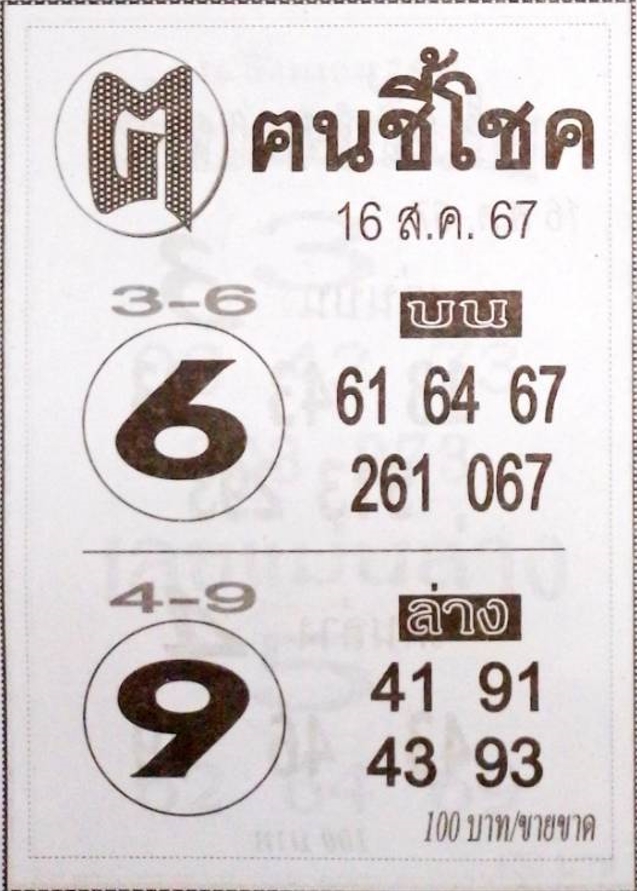 ฅ
ฅนชี้โชค
16 ส.ค. 67
3-6
6
บน
61 64 67
261 067
4-9
9
ล่าง
41 91
43 93
100 บาท/ขายขาด